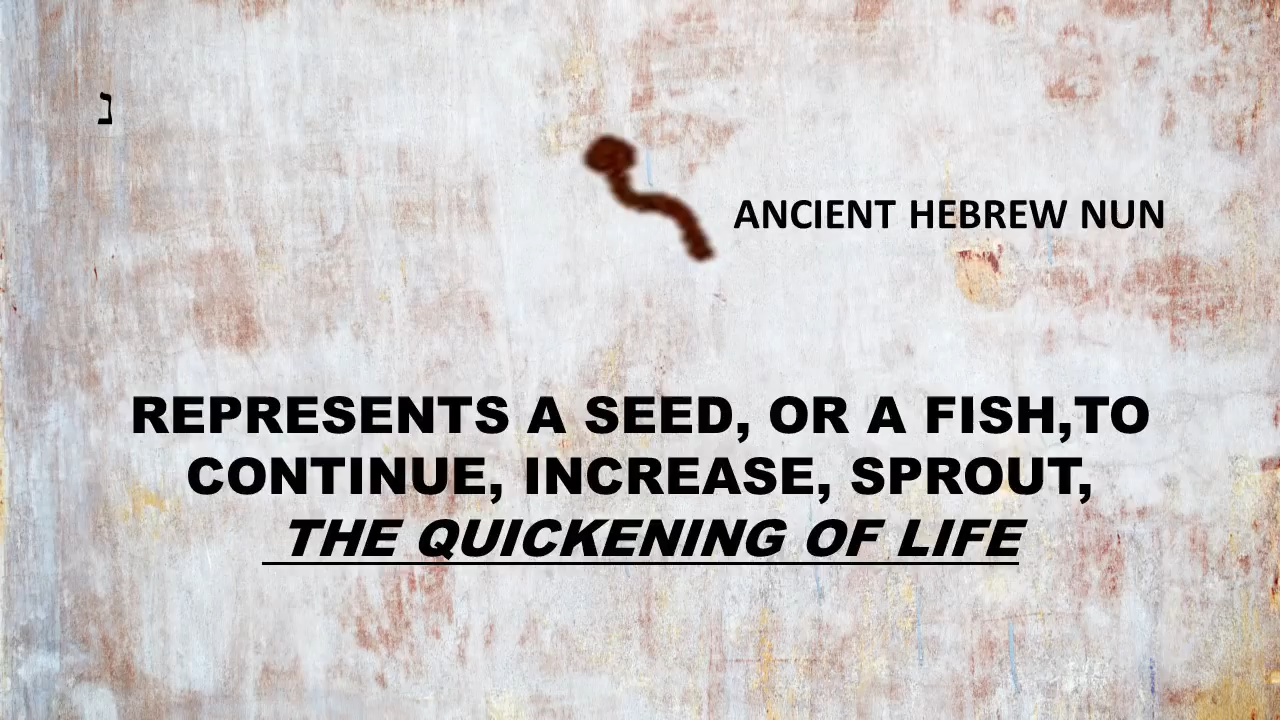 נ
ANCIENT HEBREW NUN
REPRESENTS A SEED, OR A FISH,TO
CONTINUE, INCREASE, SPROUT,
THE QUICKENING OF LIFE